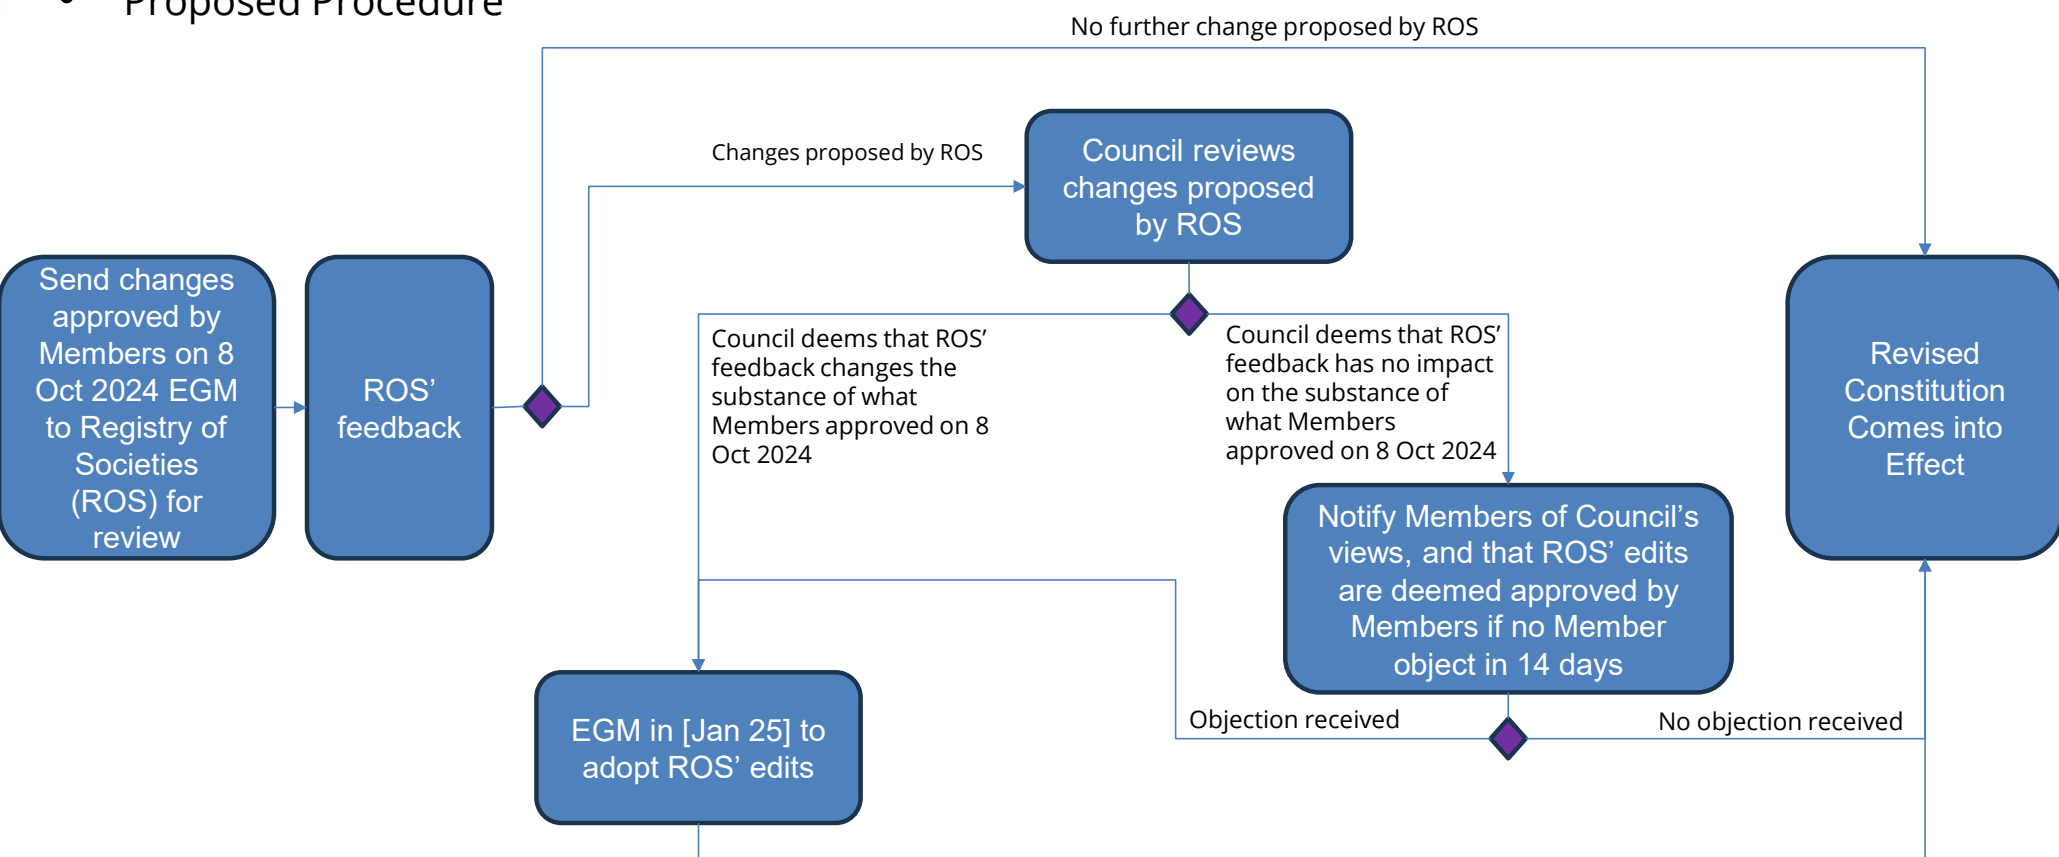 • Proposed Procedure
No further change proposed by ROS
Changes proposed by ROS
Council reviews
changes proposed
by ROS
Send changes
approved by
Members on 8
Oct 2024 EGM
to Registry of
Societies
(ROS) for
review
ROS’
feedback
Council deems that ROS’
feedback changes the
substance of what
Members approved on 8
Oct 2024
Council deems that ROS’
feedback has no impact
on the substance of
what Members
approved on 8 Oct 2024
Revised
Constitution
Comes into
Effect
Notify Members of Council’s
views, and that ROS’ edits
are deemed approved by
Members if no Member
object in 14 days
Objection received
No objection received
EGM in [Jan 25] to
adopt ROS’ edits